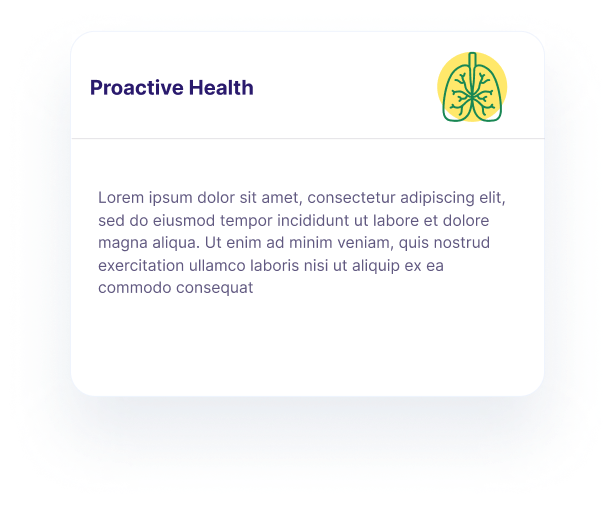 Proactive Health
Lorem ipsum dolor sit amet, consectetur adipiscing elit,
sed do eiusmod tempor incididunt ut labore et dolore
magna aliqua. Ut enim ad minim veniam, quis nostrud
exercitation ullamco laboris nisi ut aliquip ex ea
commodo consequat